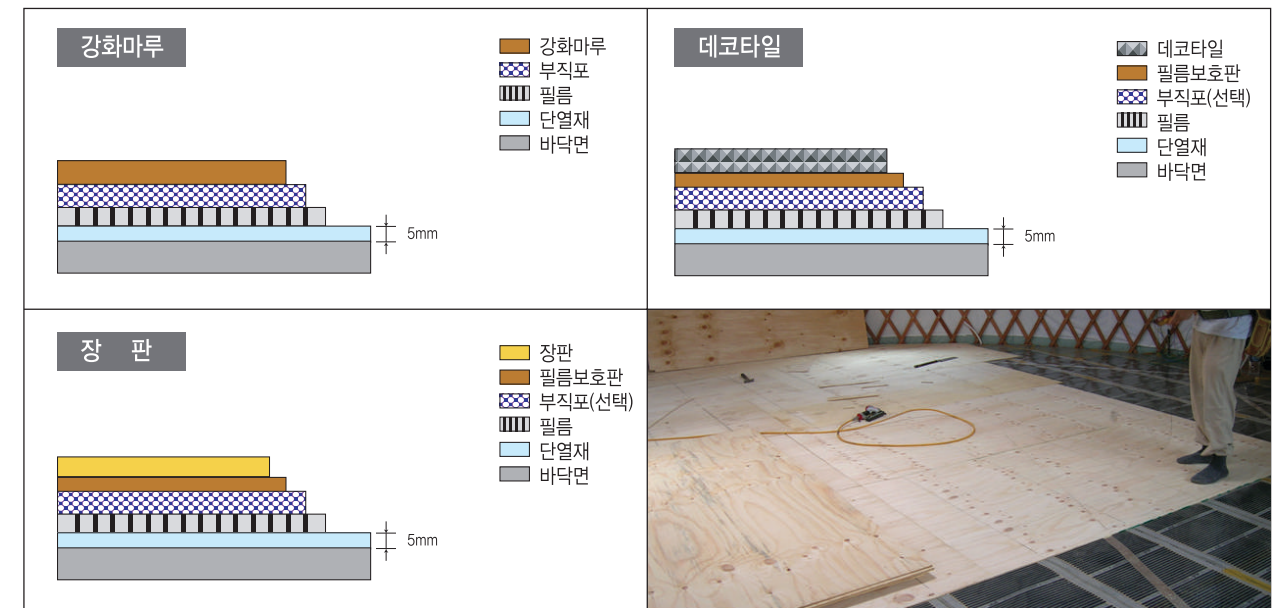 강화마루
강화마루
부직포
필름
단열재
바닥면
5mm
데코타일
데코타일
필름보호판
부직포(선택)
필름
단열재
바닥면
5mm
장 판
장판
필름보호판
부직포(선택)
필름
단열재
바닥면
5mm